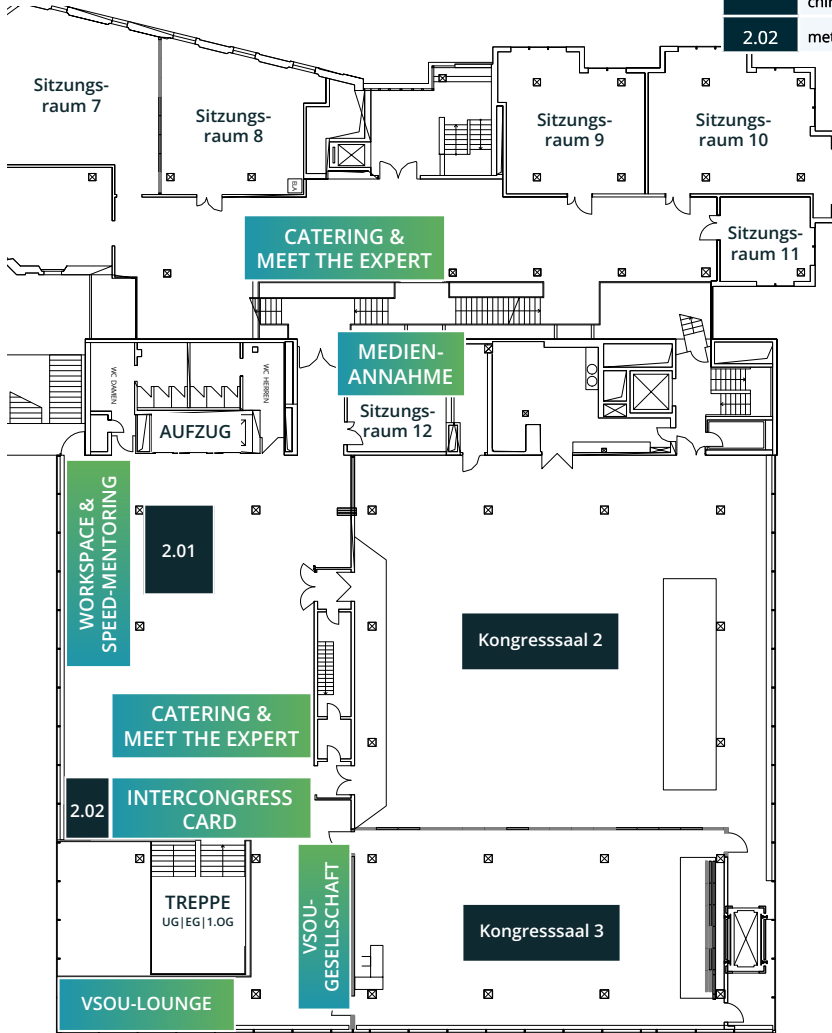 2.02
Sitzungs-
raum 7
Sitzungs-
raum 8
Sitzungs-
raum 9
Sitzungs-
raum 10
B.A
CATERING &
MEET THE EXPERT
Sitzungs-
raum 11
MEDIEN-
ANNAHME
WC DAMEN
WC HERREN
Sitzungs-
raum 12
AUFZUG
WORKSPACE &
SPEED-MENTORING
2.01
Kongresssaal 2
CATERING &
MEET THE EXPERT
2.02
INTERCONGRESS
CARD
TREPPE
UG|EG|1.OG
VSOU-
GESELLSCHAFT
Kongresssaal 3
VSOU-LOUNGE